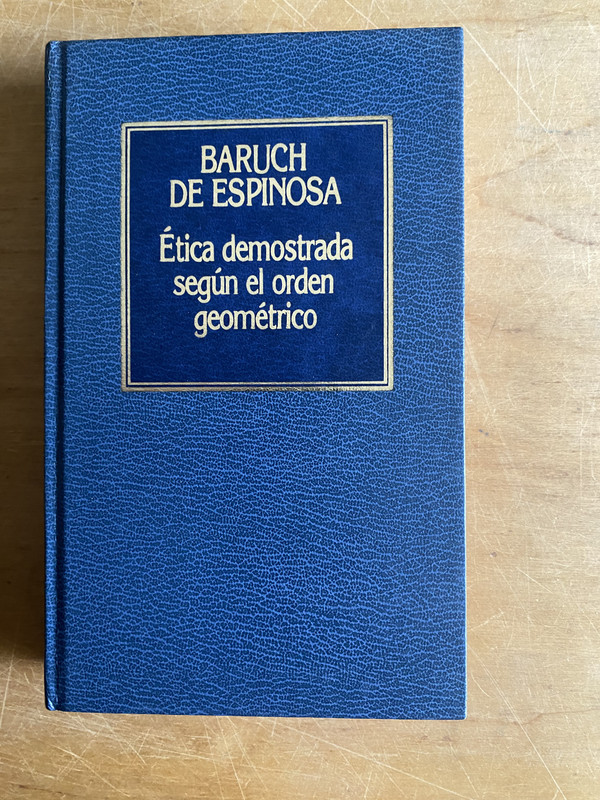 BARUCH
DE ESPINOSA
Ética demostrada
según el orden
geométrico